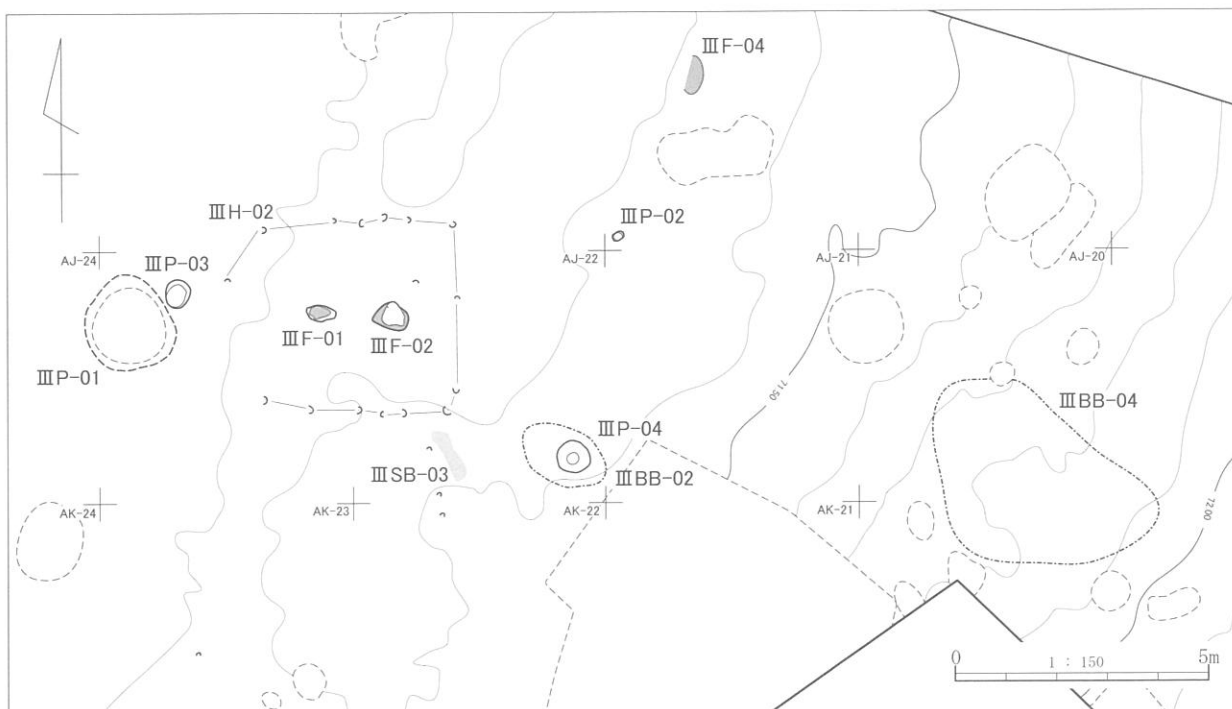 ⅢF-04
ⅢH-02
ⅢP-02
AJ-24
ⅢP-03
AJ-22
AJ-21
AJ-20
ⅢF-01
ⅢF-02
ⅢP-01
71.50
ⅢBB-04
ⅢP-04
ⅢSB-03
ⅢBB-02
AK-24
AK-23
AK-22
AK-21
72.00
0
1 : 150
5m